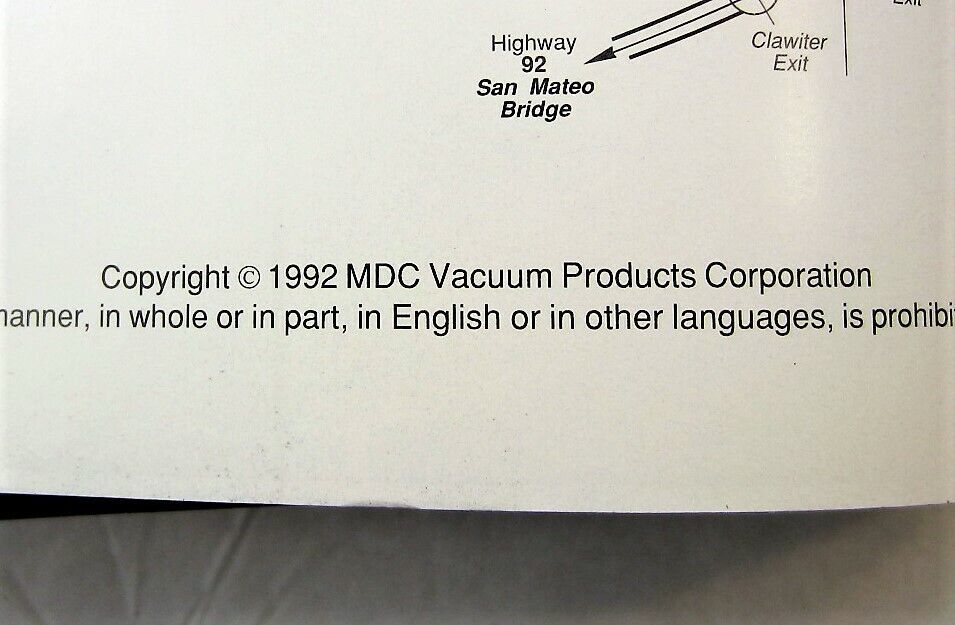 Exit
Highway
92
San Mateo
Bridge
Clawiter
Exit
Copyright © 1992 MDC Vacuum Products Corporation
in whole or in part, in English or in other languages, is